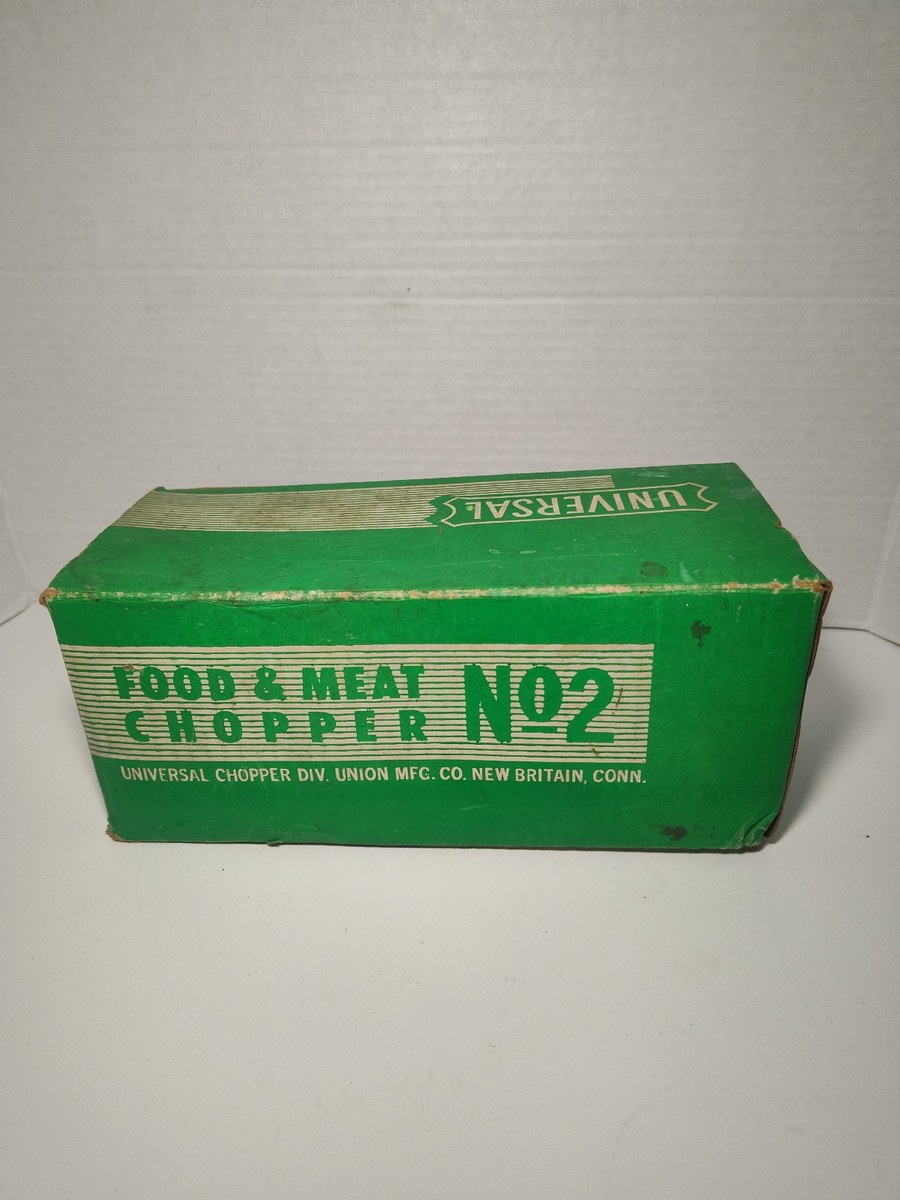 UNIVERSAL
FOOD & MEAT
CHOPPER
No2
UNIVERSAL CHOPPER DIV. UNION MFG. CO. NEW BRITAIN, CONN.